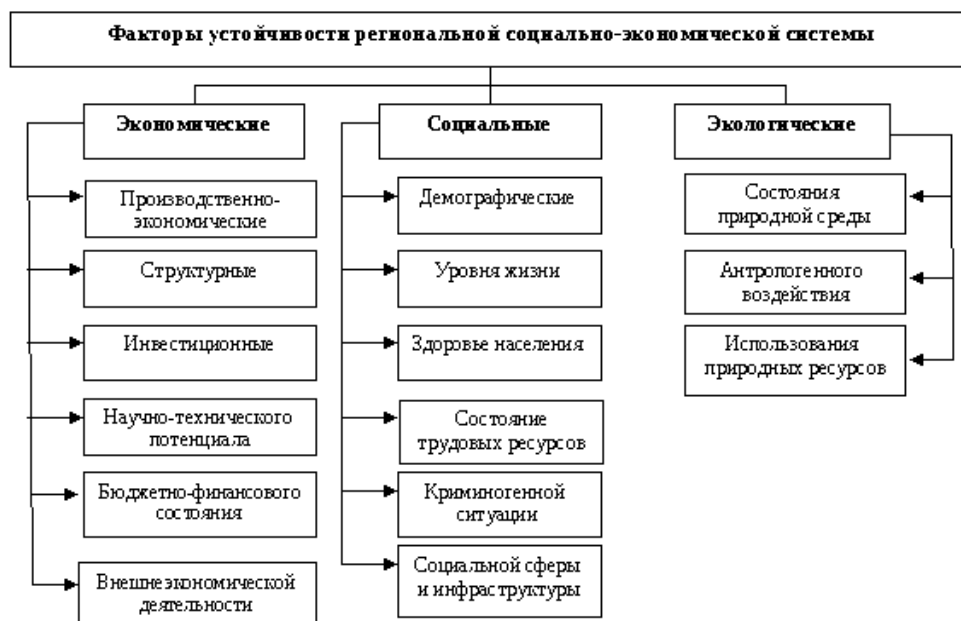 Факторы устойчивости региональной социально-экономической системы
Экономические
Производственно-
экономические
Структурные
Инвестиционные
Научно-технического
потенциала
Бюджетно-финансового
состояния
Внешнеэкономической
деятельности
Социальные
Демографические
Уровня жизни
Здоровье населения
Состояние
трудовых ресурсов
Криминогенной
ситуации
Социальной сферы
и инфраструктуры
Экологические
Состояния
природной среды
Антропогенного
воздействия
Использования
природных ресурсов